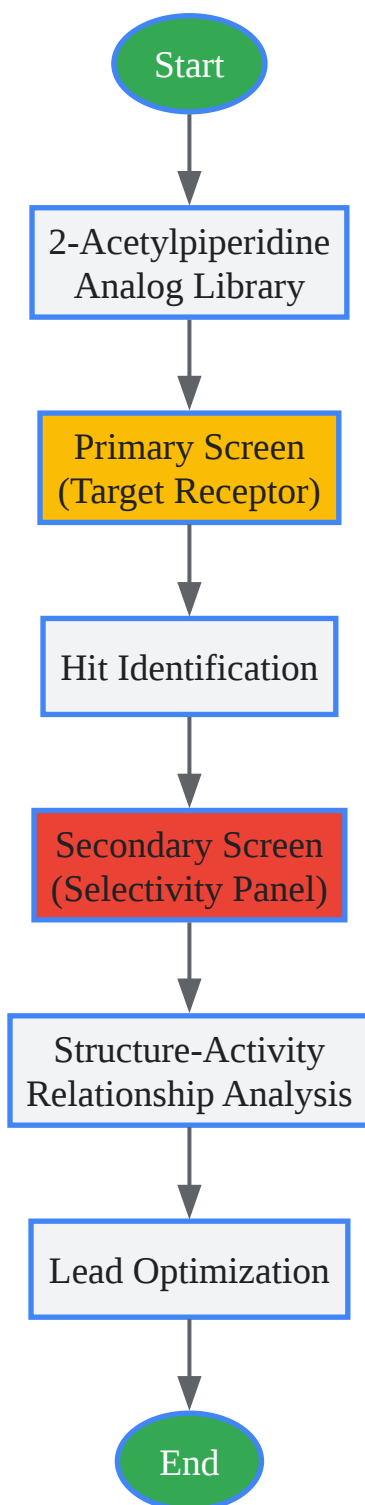 Start
2-Acetylpiperidine
Analog Library
Primary Screen
(Target Receptor)
Hit Identification
Secondary Screen
(Selectivity Panel)
Structure-Activity
Relationship Analysis
Lead Optimization
End